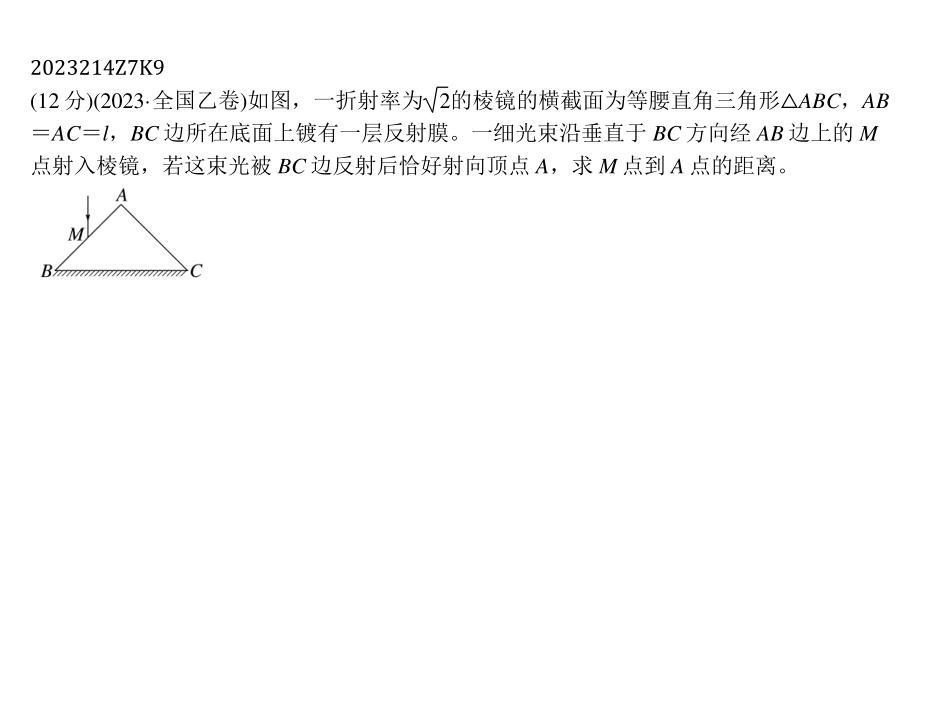 2023214Z7K9
(12 分)(2023·全国乙卷)如图，一折射率为√2的棱镜的横截面为等腰直角三角形△ABC，AB
＝AC＝l，BC 边所在底面上镀有一层反射膜。一细光束沿垂直于 BC 方向经 AB 边上的 M
点射入棱镜，若这束光被 BC 边反射后恰好射向顶点 A，求 M 点到 A 点的距离。
A
M
B
C